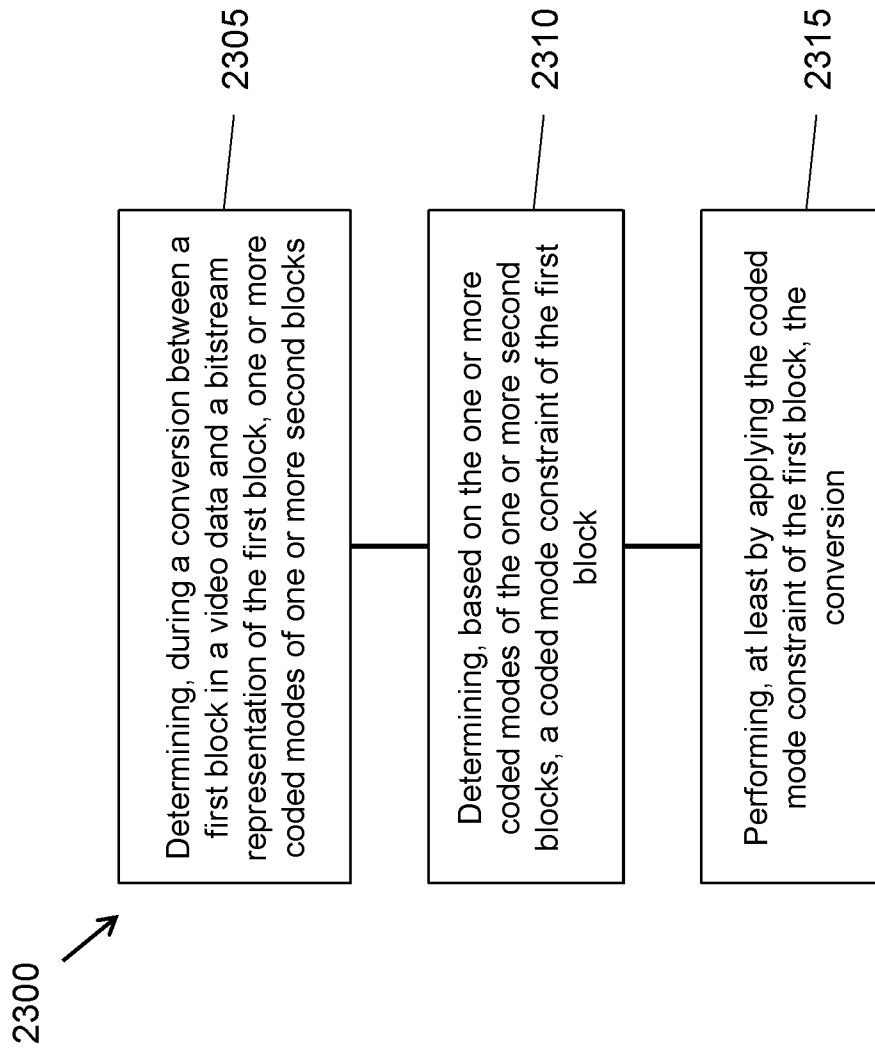 2300
Determining, during a conversion between a
first block in a video data and a bitstream
representation of the first block, one or more
coded modes of one or more second blocks
2305
Determining, based on the one or more
coded modes of the one or more second
blocks, a coded mode constraint of the first
block
2310
Performing, at least by applying the coded
mode constraint of the first block, the
conversion
2315